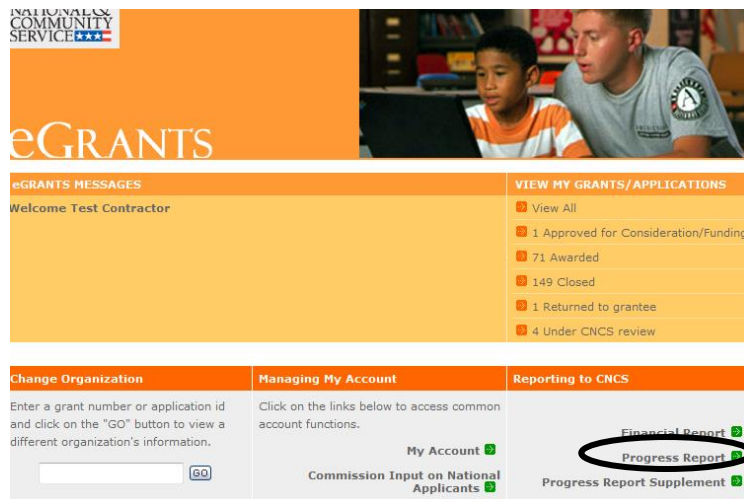 NATIONAL &
COMMUNITY
SERVICE
eGRANTS
eGRANTS MESSAGES
Welcome Test Contractor
VIEW MY GRANTS/APPLICATIONS
View All
1 Approved for Consideration/Funding
71 Awarded
149 Closed
1 Returned to grantee
4 Under CNCS review
Change Organization
Enter a grant number or application id
and click on the "GO" button to view a
different organization's information.
GO
Managing My Account
Click on the links below to access common
account functions.
My Account
Commission Input on National
Applicants
Reporting to CNCS
Financial Report
Progress Report
Progress Report Supplement